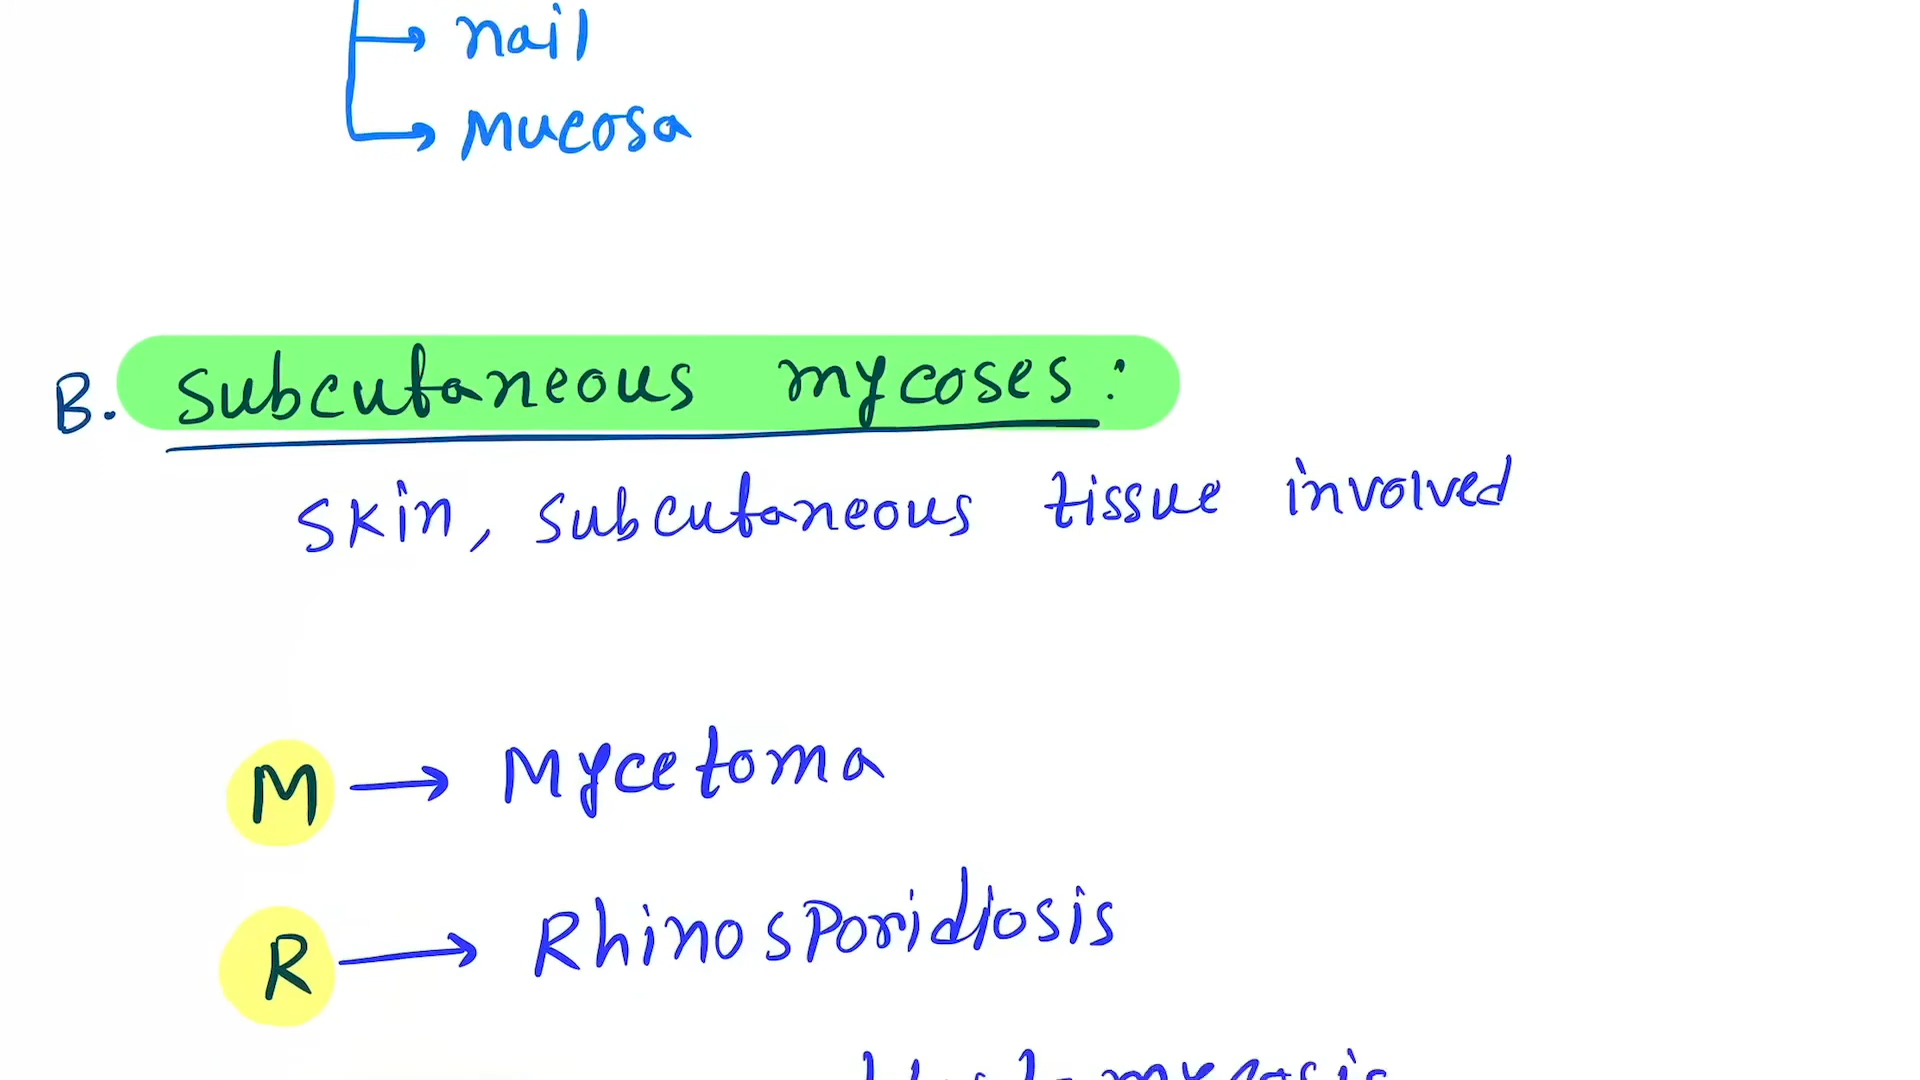 nail
mucosa
B. subcutaneous mycoses:
skin, subcutaneous tissue involved
M → Mycetoma
R → Rhinosporidiosis